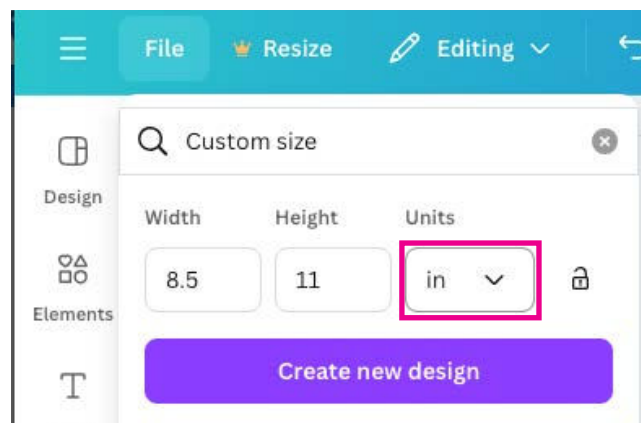 File Resize Editing
Custom size
Design
Width Height Units
8.5 11 in
Elements
Create new design
T